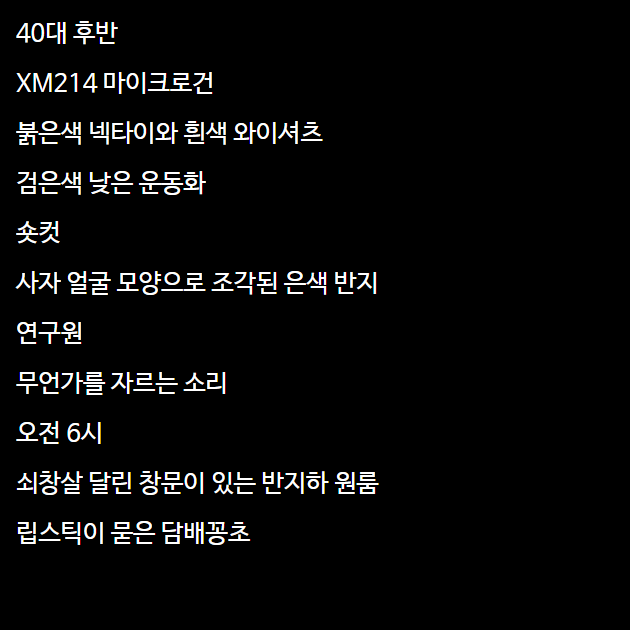 40대 후반
XM214 마이크로건
붉은색 넥타이와 흰색 와이셔츠
검은색 낮은 운동화
숏컷
사자 얼굴 모양으로 조각된 은색 반지
연구원
무언가를 자르는 소리
오전 6시
쇠창살 달린 창문이 있는 반지하 원룸
립스틱이 묻은 담배꽁초